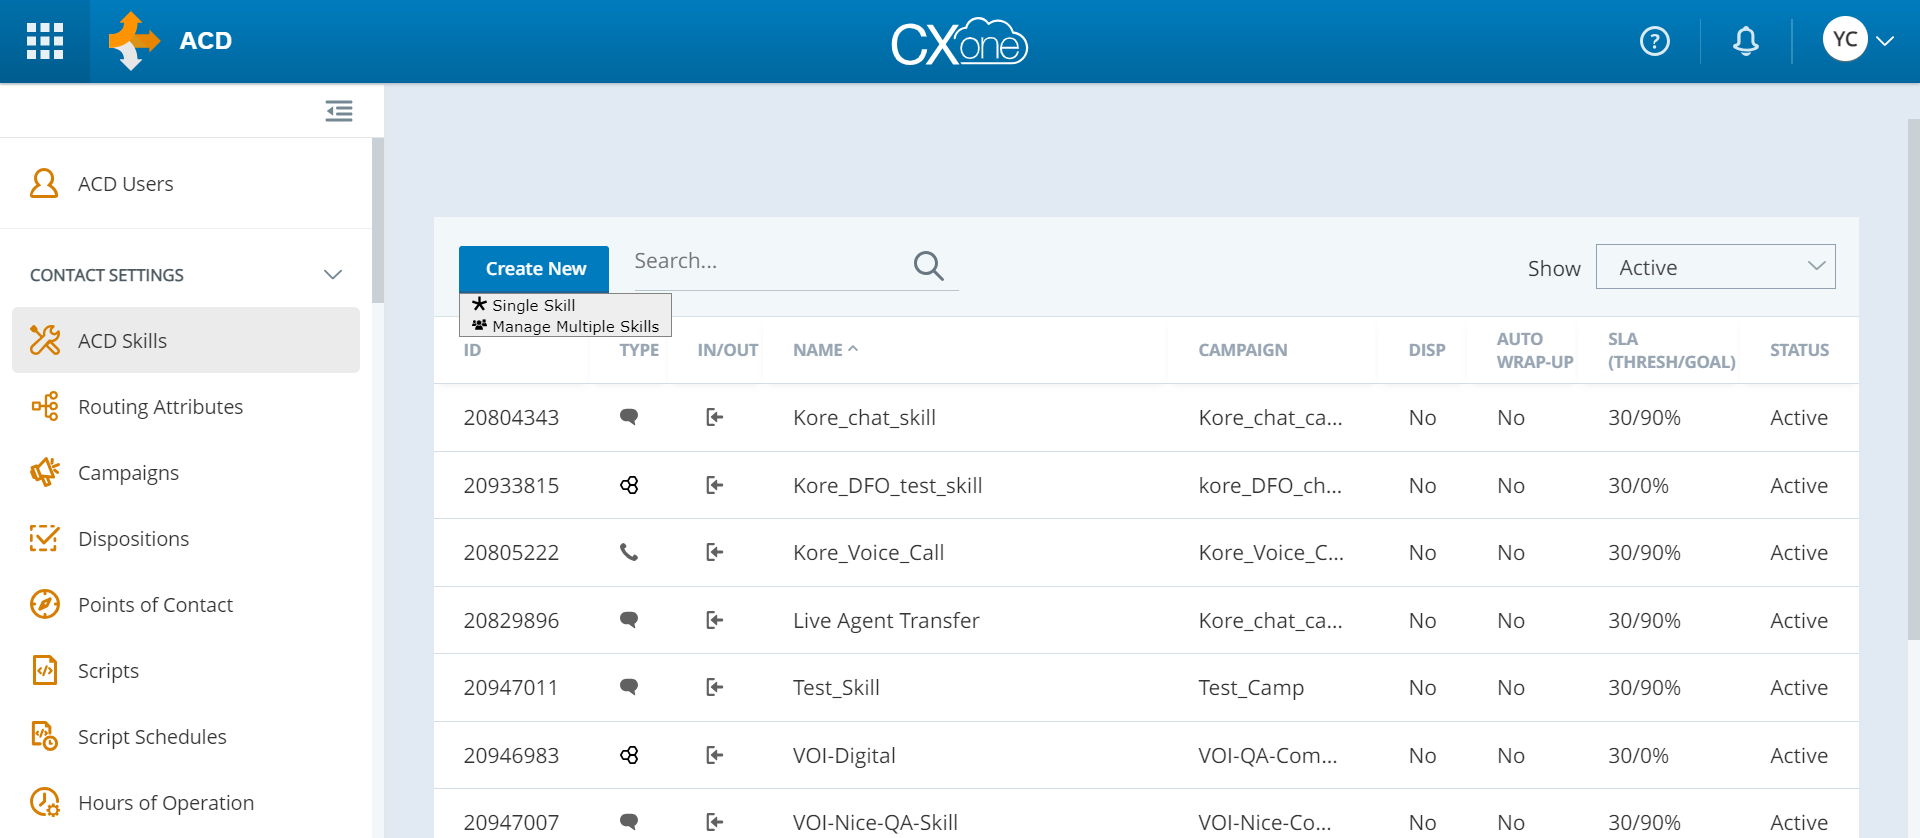 ACD
CXone
?
YC
ACD Users
CONTACT SETTINGS
ACD Skills
Routing Attributes
Campaigns
Dispositions
Points of Contact
Scripts
Script Schedules
Hours of Operation
Create New
Search...
Show
Active
Single Skill
Manage Multiple Skills
ID TYPE IN/OUT NAME CAMPAIGN DISP AUTO WRAP-UP SLA (THRESH/GOAL) STATUS
20804343 Kore_chat_skill Kore_chat_ca... No No 30/90% Active
20933815 Kore_DFO_test_skill kore_DFO_ch... No No 30/0% Active
20805222 Kore_Voice_Call Kore_Voice_C... No No 30/90% Active
20829896 Live Agent Transfer Kore_chat_ca... No No 30/90% Active
20947011 Test_Skill Test_Camp No No 30/90% Active
20946983 VOI-Digital VOI-QA-Com... No No 30/0% Active
20947007 VOI-Nice-QA-Skill VOI-Nice-Co... No No 30/90% Active